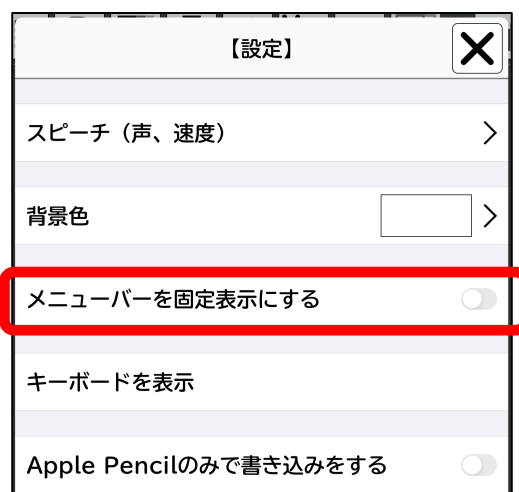 【設定】
スピーチ（声、速度）
背景色
メニューバーを固定表示にする
キーボードを表示
Apple Pencilのみで書き込みをする